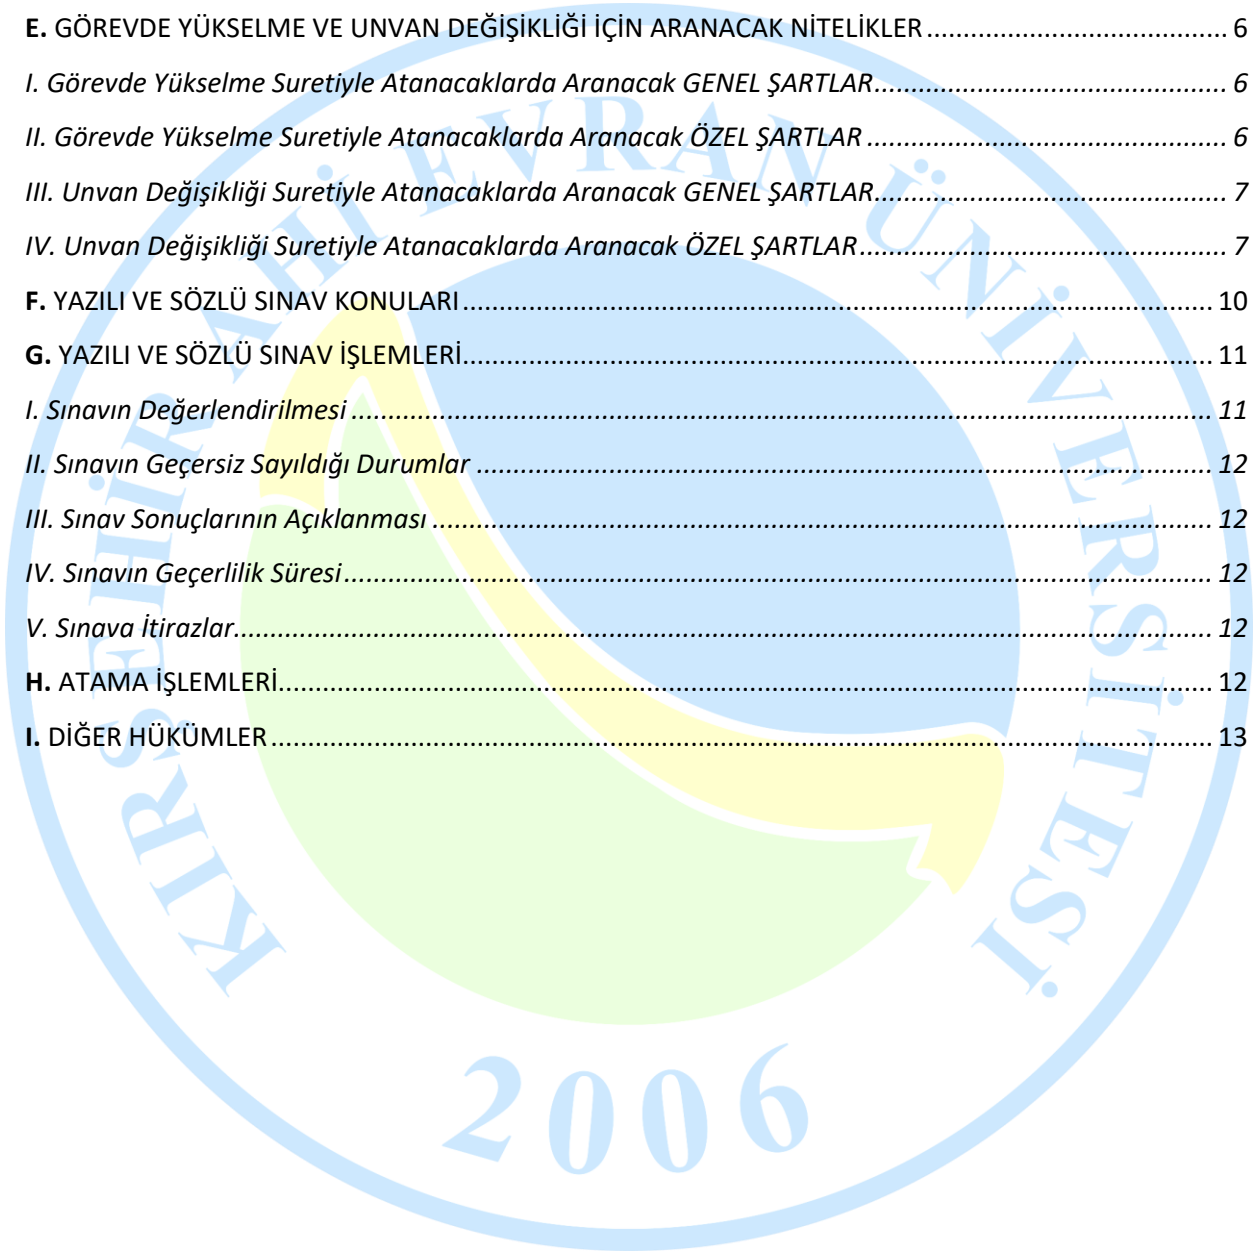 E. GÖREVDE YÜKSELME VE UNVAN DEĞİŞİKLİĞİ İÇİN ARANACAK NİTELİKLER 6
I. Görevde Yükselme Suretiyle Atanacaklarda Aranacak GENEL ŞARTLAR 6
II. Görevde Yükselme Suretiyle Atanacaklarda Aranacak ÖZEL ŞARTLAR 6
III. Unvan Değişikliği Suretiyle Atanacaklarda Aranacak GENEL ŞARTLAR 7
IV. Unvan Değişikliği Suretiyle Atanacaklarda Aranacak ÖZEL ŞARTLAR 7
F. YAZILI VE SÖZLÜ SINAV KONULARI 10
G. YAZILI VE SÖZLÜ SINAV İŞLEMLERİ 11
I. Sınavın Değerlendirilmesi 11
II. Sınavın Geçersiz Sayıldığı Durumlar 12
III. Sınav Sonuçlarının Açıklanması 12
IV. Sınavın Geçerlilik Süresi 12
V. Sınava İtirazlar 12
H. ATAMA İŞLEMLERİ 12
I. DİĞER HÜKÜMLER 13
KIRŞEHİR AHİ EVRAN ÜNİVERSİTESİ
2006